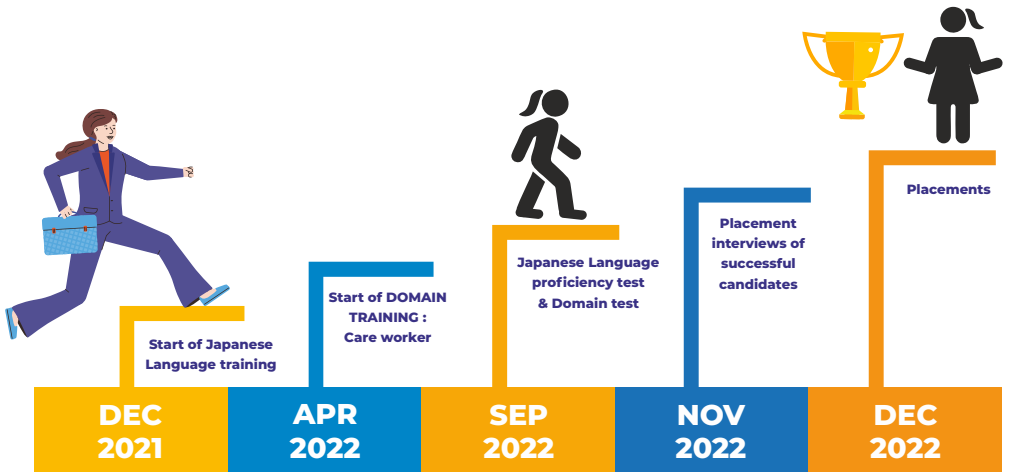 Start of Japanese
Language training
Start of DOMAIN
TRAINING :
Care worker
Japanese Language
proficiency test
& Domain test
Placement
interviews of
successful
candidates
Placements
DEC
2021
APR
2022
SEP
2022
NOV
2022
DEC
2022